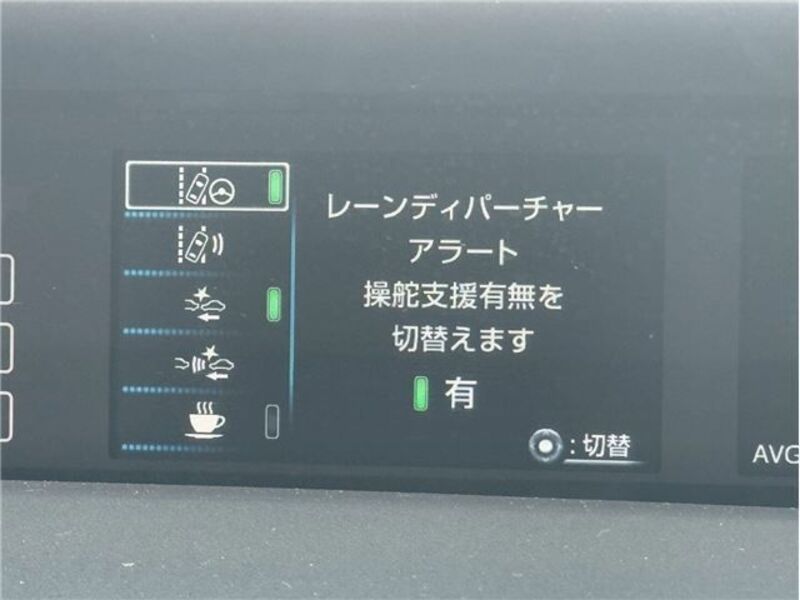 レーンディパーチャー
アラート
操舵支援有無を
切替えます
有
:切替
AVG